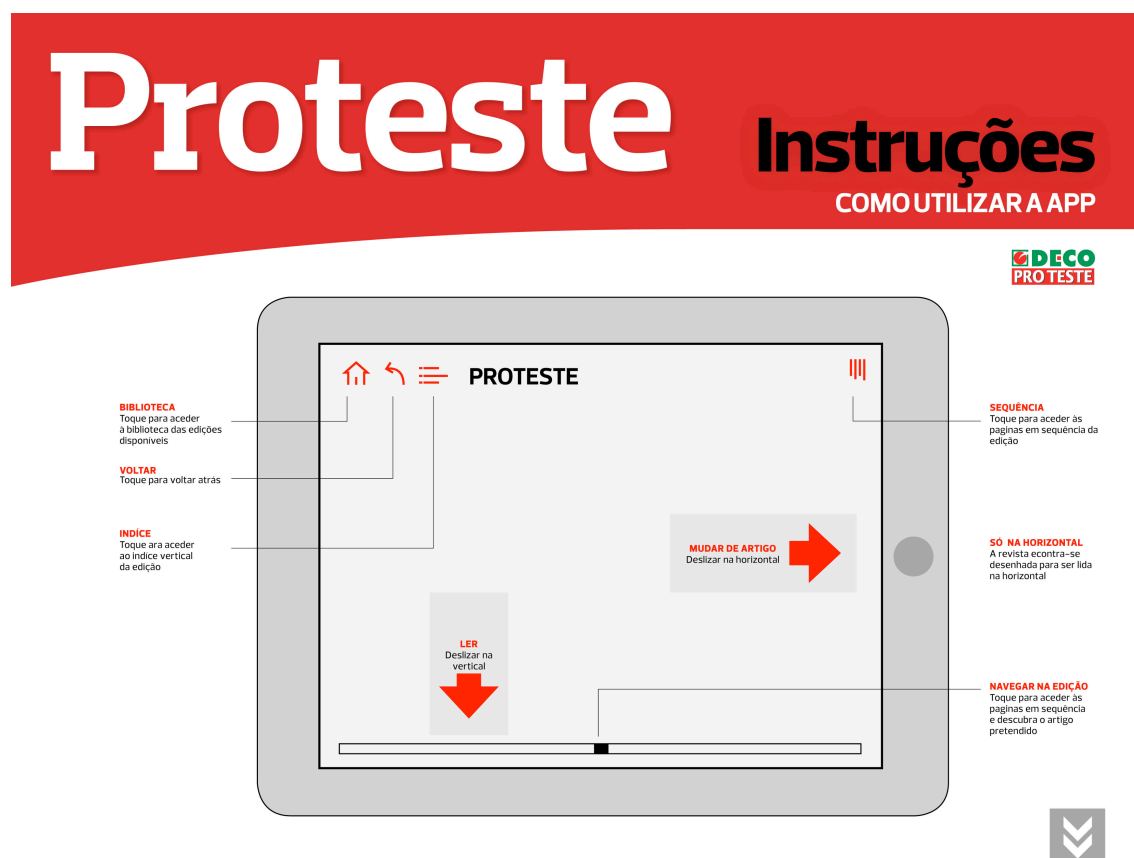 Proteste
Instruções
COMO UTILIZAR A APP
DECO
PRO TESTE
PROTESTE
BIBLIOTECA
Toque para aceder
à biblioteca das edições
disponíveis
VOLTAR
Toque para voltar atrás
INDÍCE
Toque ara aceder
ao indice vertical
da edição
SEQUÊNCIA
Toque para aceder às
paginas em sequência da
edição
MUDAR DE ARTIGO
Deslizar na horizontal
SÓ NA HORIZONTAL
A revista econtra-se
desenhada para ser lida
na horizontal
LER
Deslizar na
vertical
NAVEGAR NA EDIÇÃO
Toque para aceder às
paginas em sequência
e descubra o artigo
pretendido